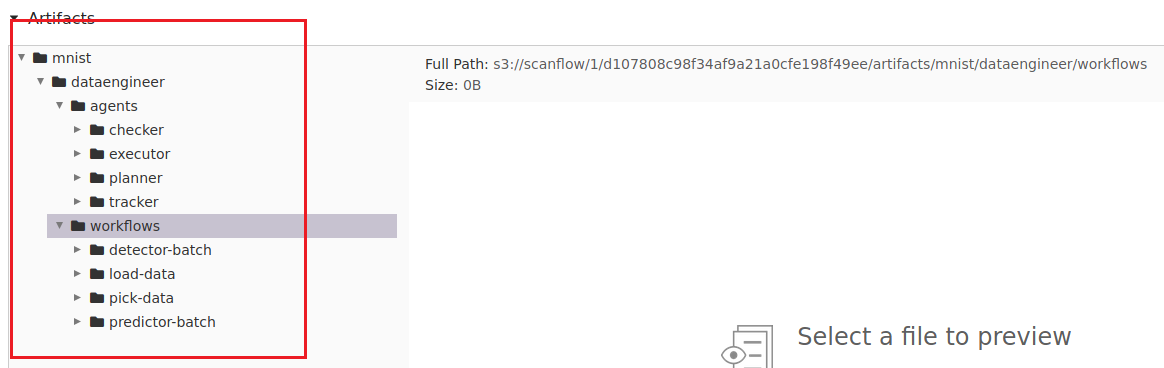 Artifacts
mnist
dataengineer
agents
checker
executor
planner
tracker
workflows
detector-batch
load-data
pick-data
predictor-batch
Full Path: s3://scanflow/1/d107808c98f34af9a21a0cfe198f49ee/artifacts/mnist/dataengineer/workflows
Size: 0B
Select a file to preview